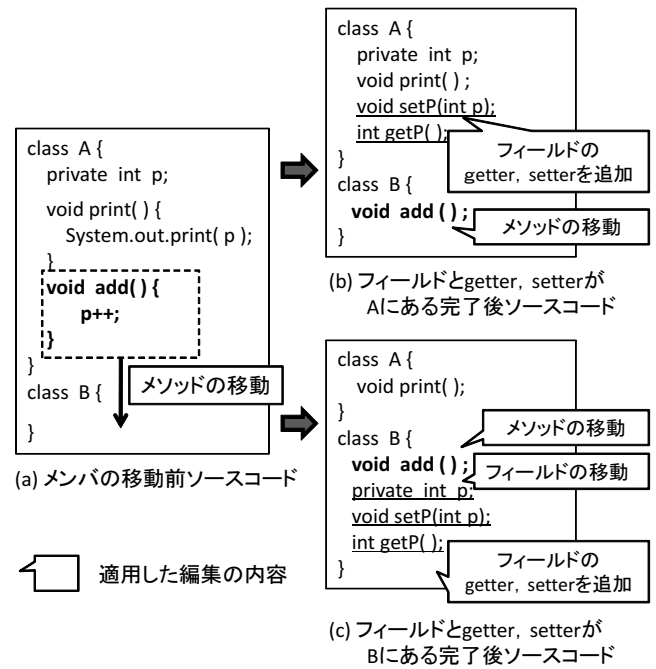 class A {
private int p;
void print( ) {
System.out.print( p );
}
void add( ) {
p++;
}
}
class B {
メソッドの移動
}
(a) メンバの移動前ソースコード
適用した編集の内容
class A {
private int p;
void print( ) ;
void setP(int p);
int getP( );
フィールドの
getter, setterを追加
}
class B {
void add ( ) ;
メソッドの移動
}
(b) フィールドとgetter, setterが
Aにある完了後ソースコード
class A {
void print( );
}
class B {
メソッドの移動
void add ( ) ;
フィールドの移動
private int p;
void setP(int p);
int getP( );
}
フィールドの
getter, setterを追加
(c) フィールドとgetter, setterが
Bにある完了後ソースコード